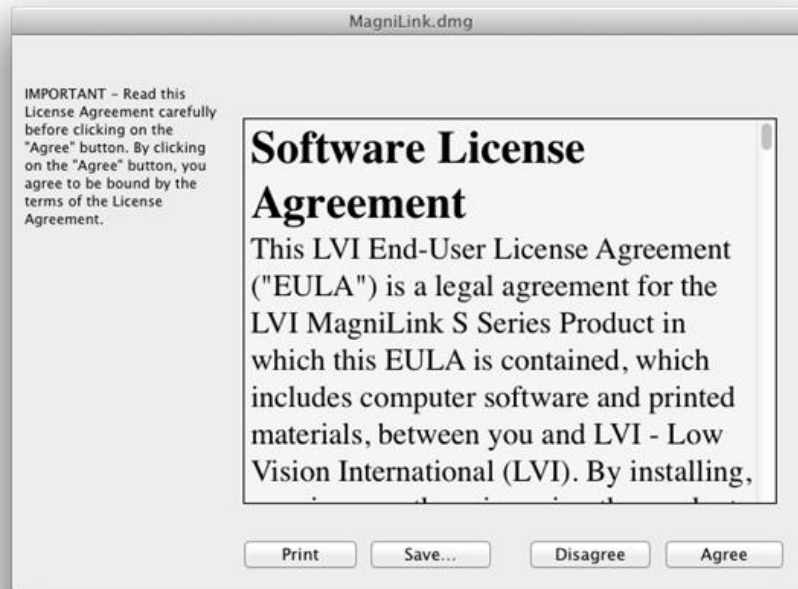 MagniLink.dmg
IMPORTANT – Read this
License Agreement carefully
before clicking on the
"Agree" button. By clicking
on the "Agree" button, you
agree to be bound by the
terms of the License
Agreement.
Software License
Agreement
This LVI End-User License Agreement
("EULA") is a legal agreement for the
LVI MagniLink S Series Product in
which this EULA is contained, which
includes computer software and printed
materials, between you and LVI - Low
Vision International (LVI). By installing,
Print Save... Disagree Agree